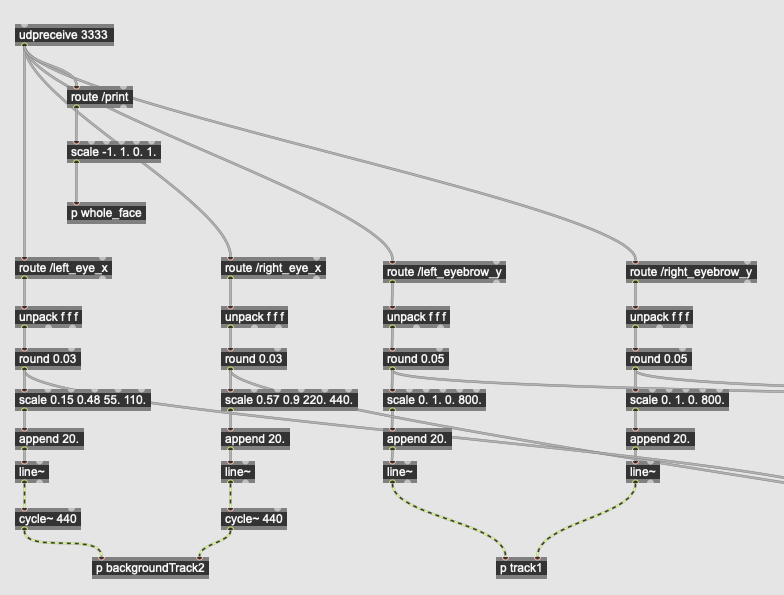 udpreceive 3333
route /print
scale -1. 1. 0. 1.
p whole_face
route /left_eye_x
route /right_eye_x
route /left_eyebrow_y
route /right_eyebrow_y
unpack f f f
unpack f f f
unpack f f f
unpack f f f
round 0.03
round 0.03
round 0.05
round 0.05
scale 0.15 0.48 55. 110.
scale 0.57 0.9 220. 440.
scale 0. 1. 0. 800.
scale 0. 1. 0. 800.
append 20.
append 20.
append 20.
append 20.
line~
line~
line~
line~
cycle~ 440
cycle~ 440
p backgroundTrack2
p track1